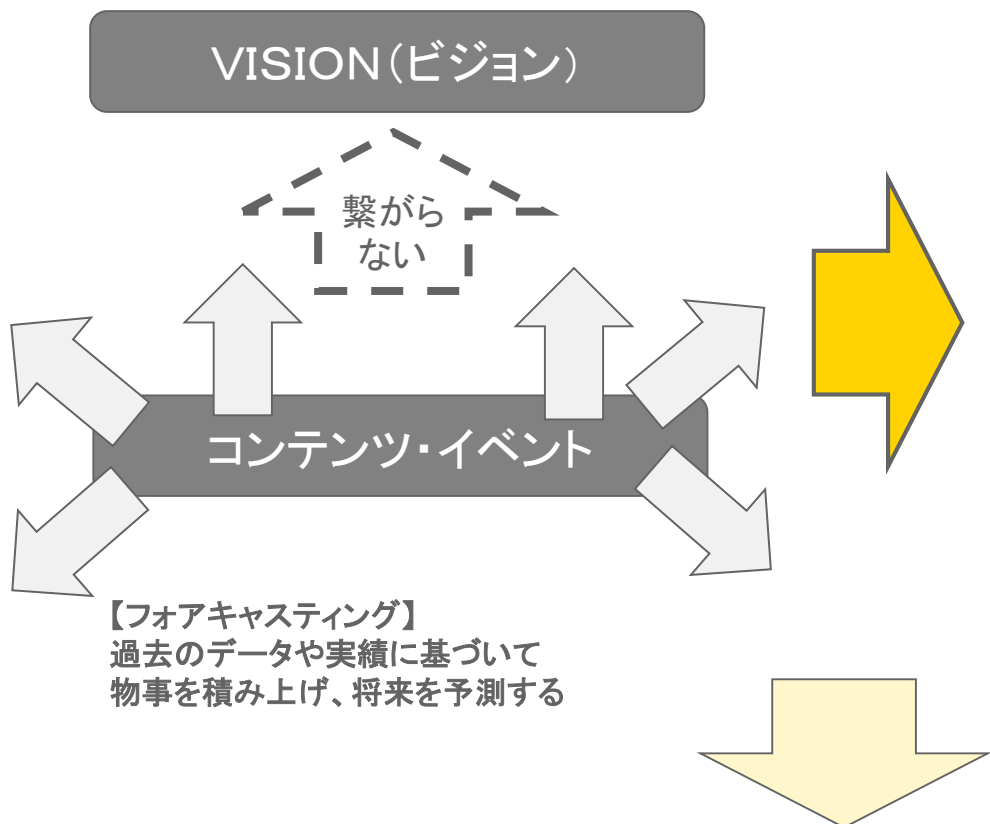 VISION(ビジョン)
繋がら
ない
コンテンツ・イベント
【フォアキャスティング】
過去のデータや実績に基づいて
物事を積み上げ、将来を予測する